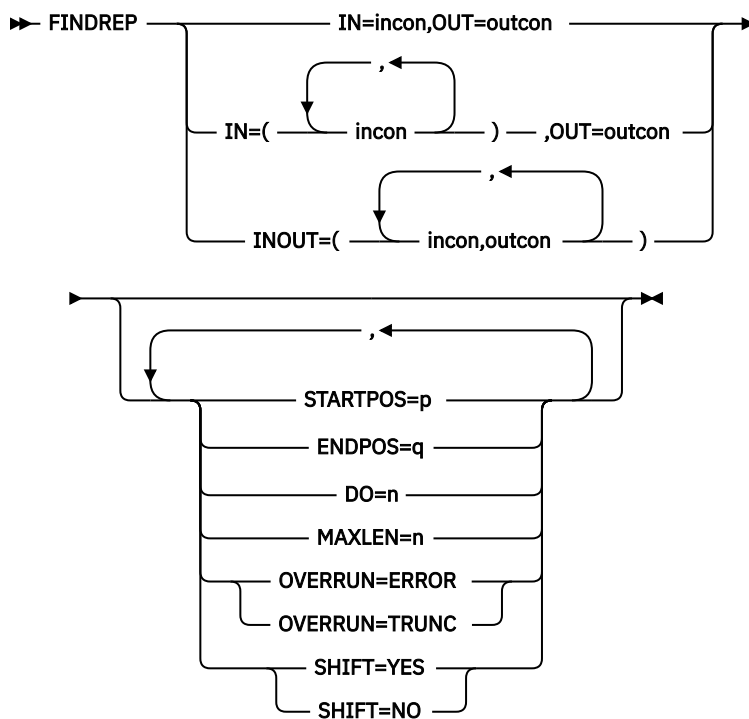 FINDREP IN=incon,OUT=outcon
,
IN=( incon ) ,OUT=outcon
,
INOUT=( incon,outcon )
,
STARTPOS=p
ENDPOS=q
DO=n
MAXLEN=n
OVERRUN=ERROR
OVERRUN=TRUNC
SHIFT=YES
SHIFT=NO